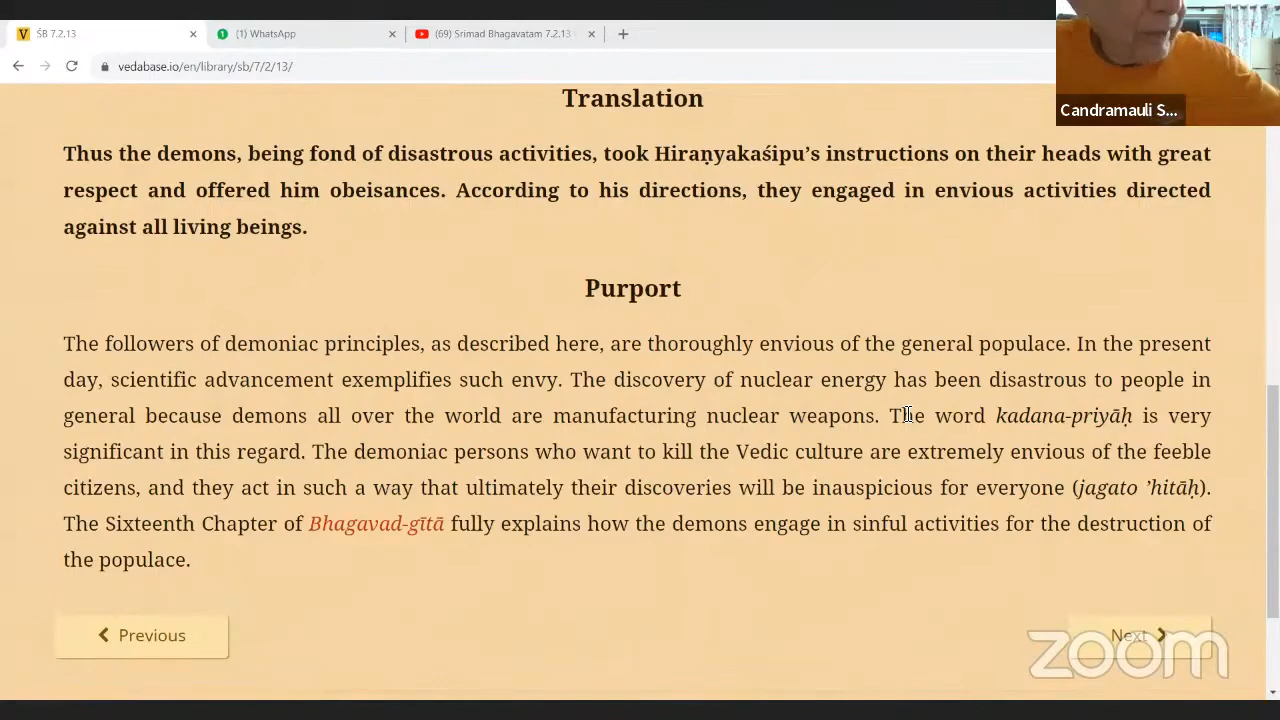 ŚB 7.2.13
(1) WhatsApp
(69) Srimad Bhagavatam 7.2.13
vedabase.io/en/library/sb/7/2/13/
Candramauli S...
Translation
Thus the demons, being fond of disastrous activities, took Hiraṇyakaśipu’s instructions on their heads with great
respect and offered him obeisances. According to his directions, they engaged in envious activities directed
against all living beings.
Purport
The followers of demoniac principles, as described here, are thoroughly envious of the general populace. In the present
day, scientific advancement exemplifies such envy. The discovery of nuclear energy has been disastrous to people in
general because demons all over the world are manufacturing nuclear weapons. The word kadana-priyāḥ is very
significant in this regard. The demoniac persons who want to kill the Vedic culture are extremely envious of the feeble
citizens, and they act in such a way that ultimately their discoveries will be inauspicious for everyone (jagato ’hitāḥ).
The Sixteenth Chapter of Bhagavad-gītā fully explains how the demons engage in sinful activities for the destruction of
the populace.
Previous
Next
zoom